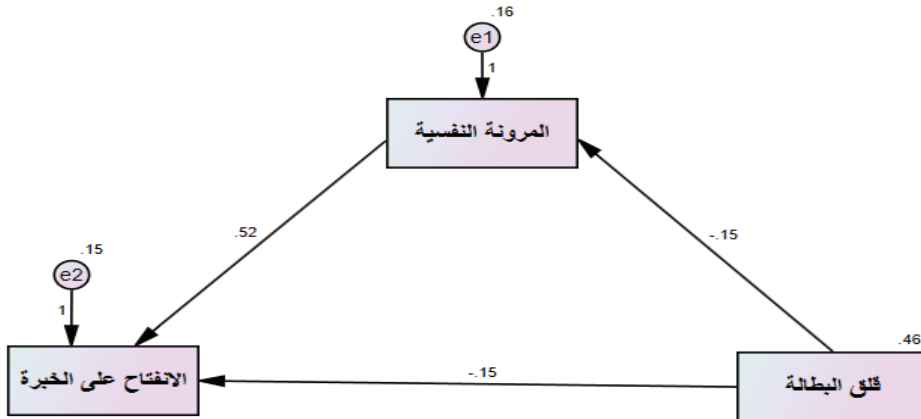 .16
e1
1
المرونة النفسية
.52
-.15
.15
e2
1
الانفتاح على الخبرة
-.15
.46
قلق البطالة